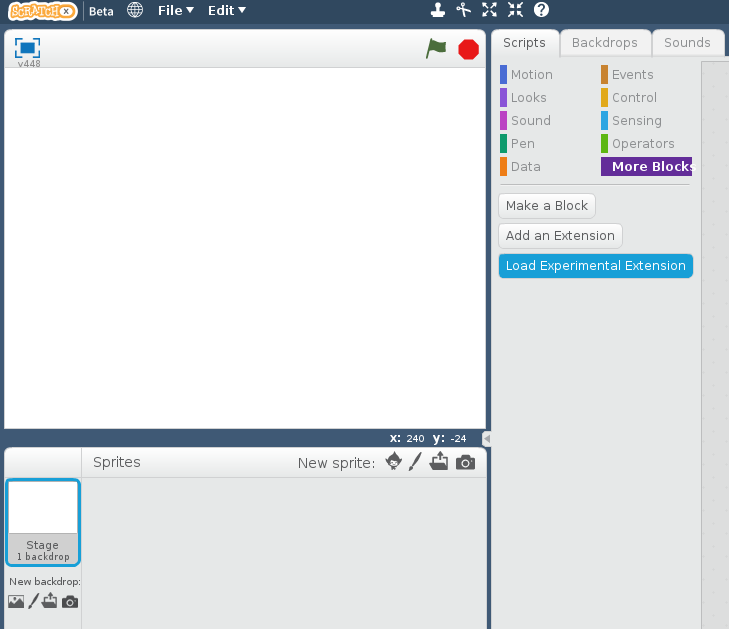 SCRATCH X Beta File Edit
v448
Scripts Backdrops Sounds
Motion Events
Looks Control
Sound Sensing
Pen Operators
Data More Blocks
Make a Block
Add an Extension
Load Experimental Extension
x: 240 y: -24
Sprites New sprite:
Stage
1 backdrop
New backdrop: